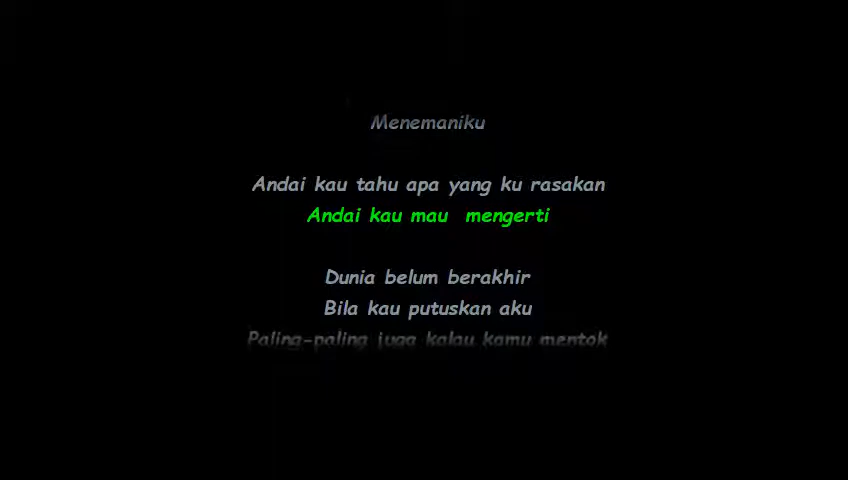 Menemaniku
Andai kau tahu apa yang ku rasakan
Andai kau mau  mengerti
Dunia belum berakhir
Bila kau putuskan aku
Paling-paling juga kalau kamu mentok